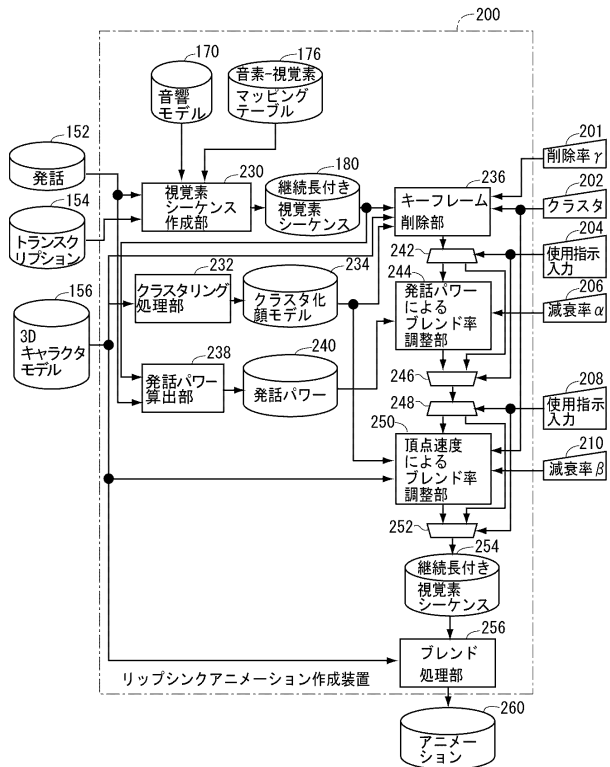 200
170
176
音響
モデル
音素-視覚素
マッピング
テーブル
152
発話
154
トランスク
リプション
156
3D
キャラクタ
モデル
230
視覚素
シーケンス
作成部
180
継続長付き
視覚素
シーケンス
236
キーフレーム
削除部
201
削除率γ
202
クラスタ
204
使用指示
入力
206
減衰率α
232
クラスタリング
処理部
234
クラスタ化
顔モデル
242
244
発話パワー
による
ブレンド率
調整部
238
発話パワー
算出部
240
発話パワー
246
248
208
使用指示
入力
250
頂点速度
による
ブレンド率
調整部
210
減衰率β
252
254
継続長付き
視覚素
シーケンス
256
ブレンド
処理部
リップシンクアニメーション作成装置
260
アニメー
ション